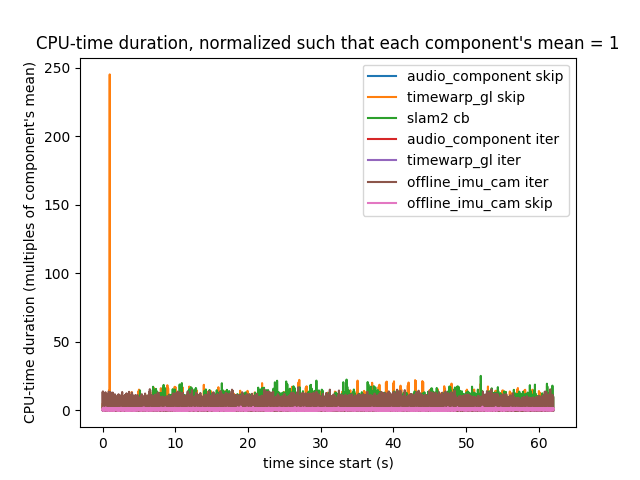 CPU-time duration, normalized such that each component's mean = 1
CPU-time duration (multiples of component's mean)
250
200
150
100
50
0
audio_component skip
timewarp_gl skip
slam2 cb
audio_component iter
timewarp_gl iter
offline_imu_cam iter
offline_imu_cam skip
0 10 20 30 40 50 60
time since start (s)